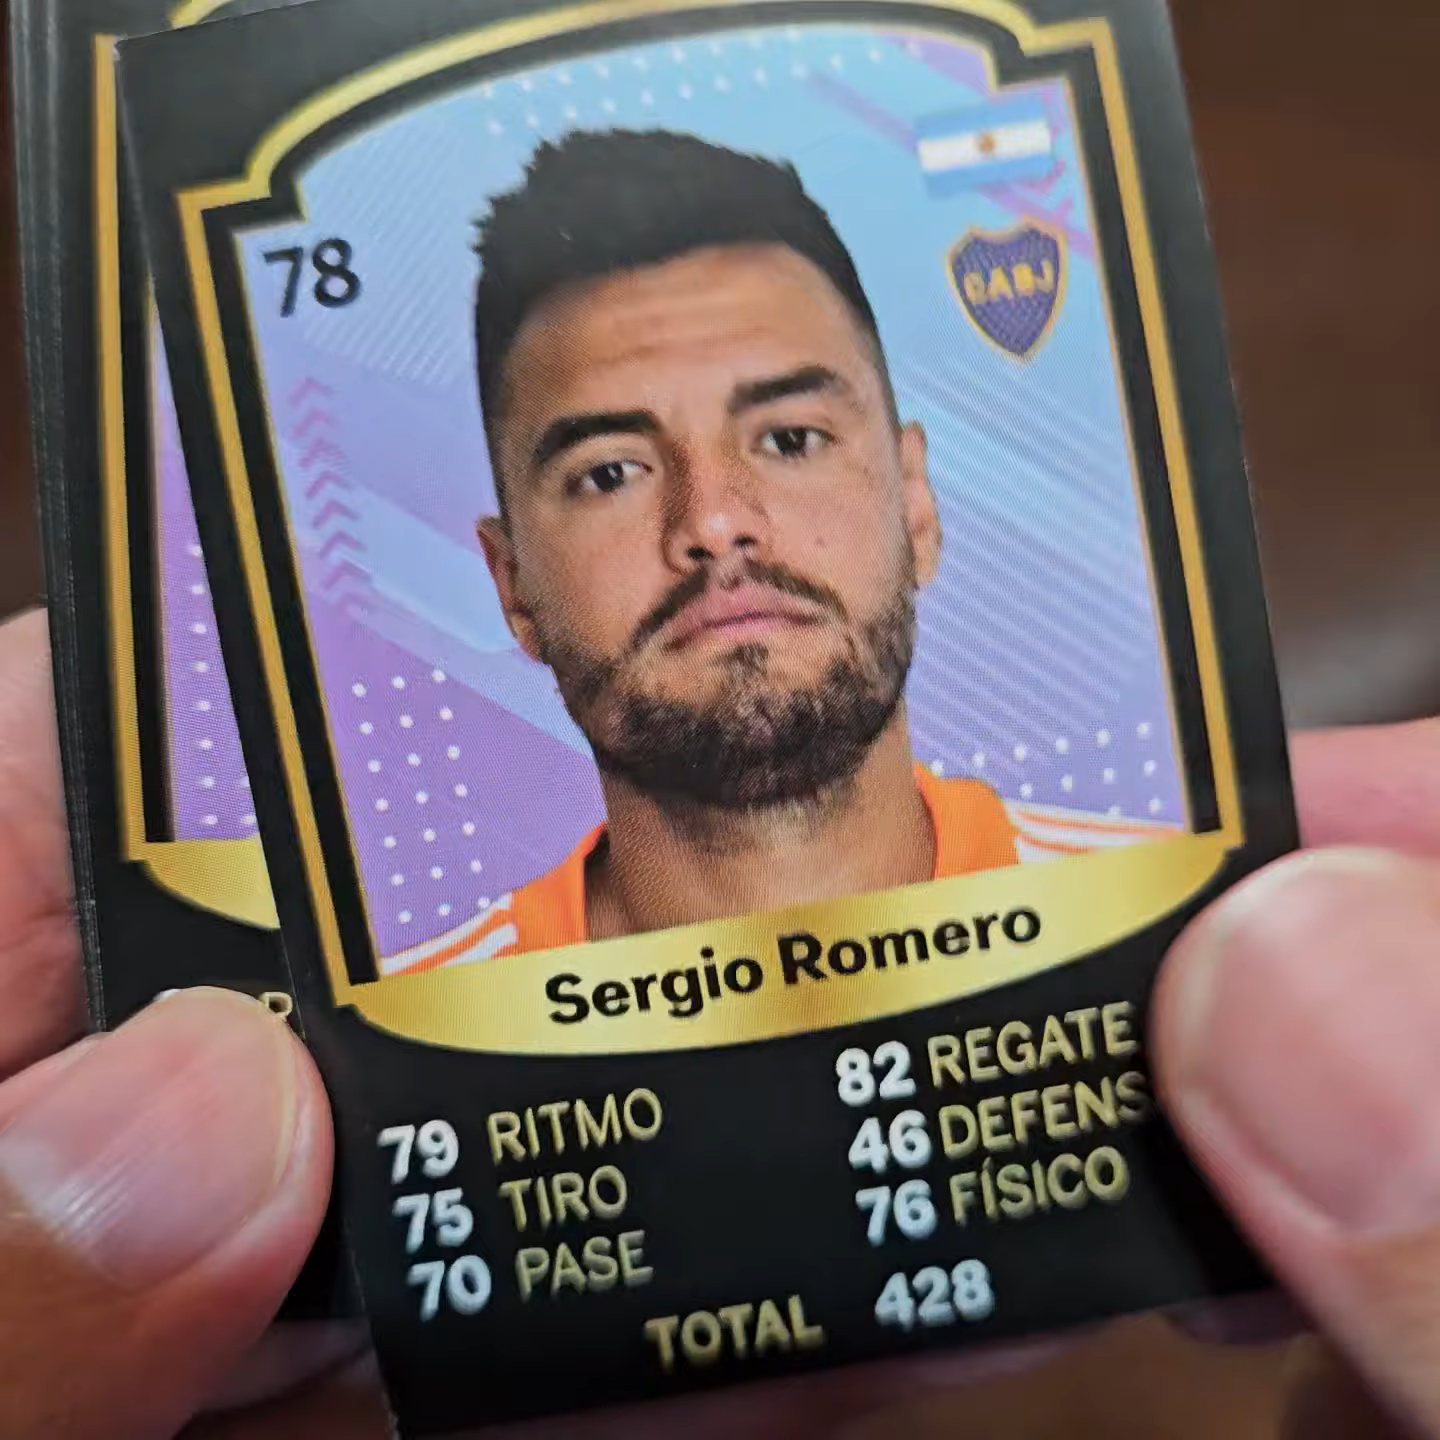 78
CABJ
Sergio Romero
79 RITMO
75 TIRO
70 PASE
82 REGATE
46 DEFENS
76 FÍSICO
TOTAL 428